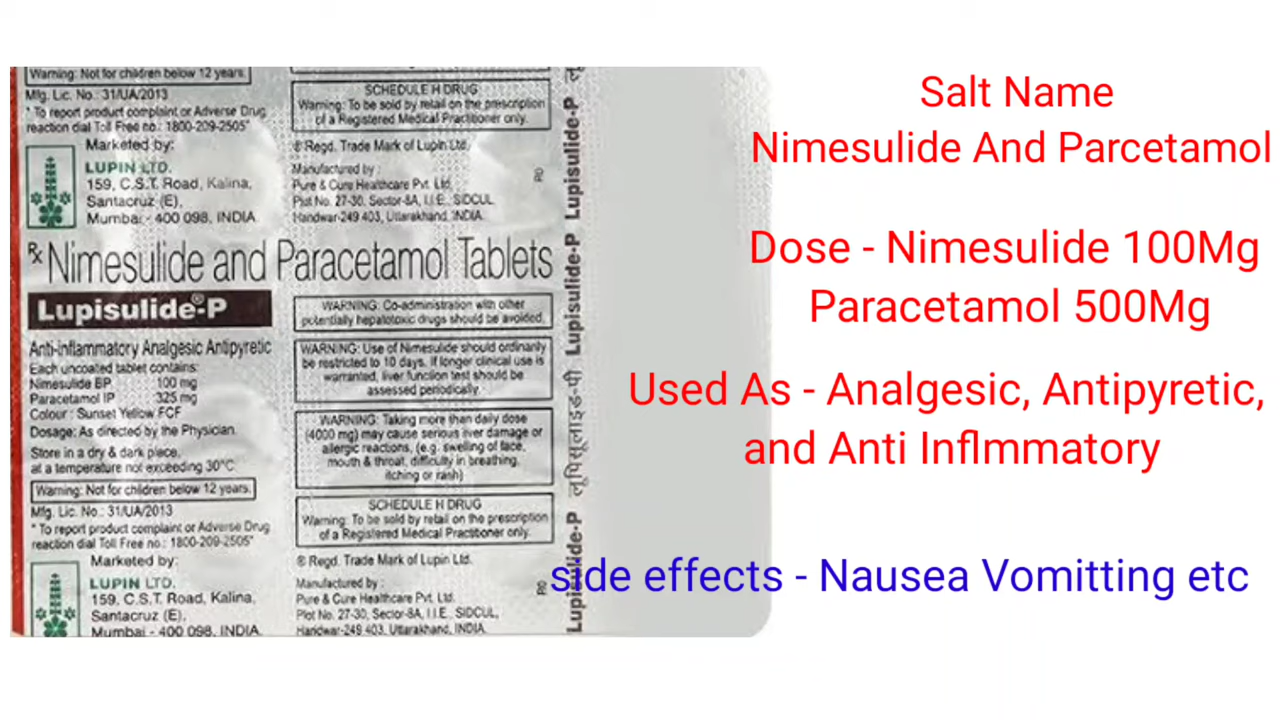 Warning: Not for children below 12 years.
Mfg. Lic. No.: 31/UA/2013
* To report product complaint or Adverse Drug
reaction dial Toll Free no.: 1800-209-2505"
Marketed by:
LUPIN LTD.
159, C.S.T. Road, Kalina,
Santacruz (E),
Mumbai - 400 098, INDIA.
SCHEDULE H DRUG
Warning: To be sold by retail on the prescription
of a Registered Medical Practitioner only.
® Regd. Trade Mark of Lupin Ltd.
Manufactured by :
Pure & Cure Healthcare Pvt. Ltd.
Plot No. 27-30, Sector-8A, I.I.E., SIDCUL,
Haridwar-249 403, Uttarakhand, INDIA.
RD
Rx Nimesulide and Paracetamol Tablets
Lupisulide®-P
Anti-inflammatory Analgesic Antipyretic
Each uncoated tablet contains:
Nimesulide BP 100 mg
Paracetamol IP 325 mg
Colour : Sunset Yellow FCF
Dosage: As directed by the Physician.
Store in a dry & dark place,
at a temperature not exceeding 30°C.
Warning: Not for children below 12 years.
Mfg. Lic. No.: 31/UA/2013
* To report product complaint or Adverse Drug
reaction dial Toll Free no.: 1800-209-2505"
Marketed by:
LUPIN LTD.
159, C.S.T. Road, Kalina,
Santacruz (E),
Mumbai - 400 098, INDIA.
WARNING: Co-administration with other
potentially hepatotoxic drugs should be avoided.
WARNING: Use of Nimesulide should ordinarily
be restricted to 10 days. If longer clinical use is
warranted, liver function test should be
assessed periodically.
WARNING: Taking more than daily dose
(4000 mg) may cause serious liver damage or
allergic reactions, (e.g. swelling of face,
mouth & throat, difficulty in breathing,
itching or rash)
SCHEDULE H DRUG
Warning: To be sold by retail on the prescription
of a Registered Medical Practitioner only.
® Regd. Trade Mark of Lupin Ltd.
Manufactured by :
Pure & Cure Healthcare Pvt. Ltd.
Plot No. 27-30, Sector-8A, I.I.E., SIDCUL,
Haridwar-249 403, Uttarakhand, INDIA.
RD
Lupisulide-P लुपिसुलाइड-पी Lupisulide-P Lupisulide-P
Salt Name
Nimesulide And Parcetamol
Dose - Nimesulide 100Mg
Paracetamol 500Mg
Used As - Analgesic, Antipyretic,
and Anti Inflmmatory
side effects - Nausea Vomitting etc